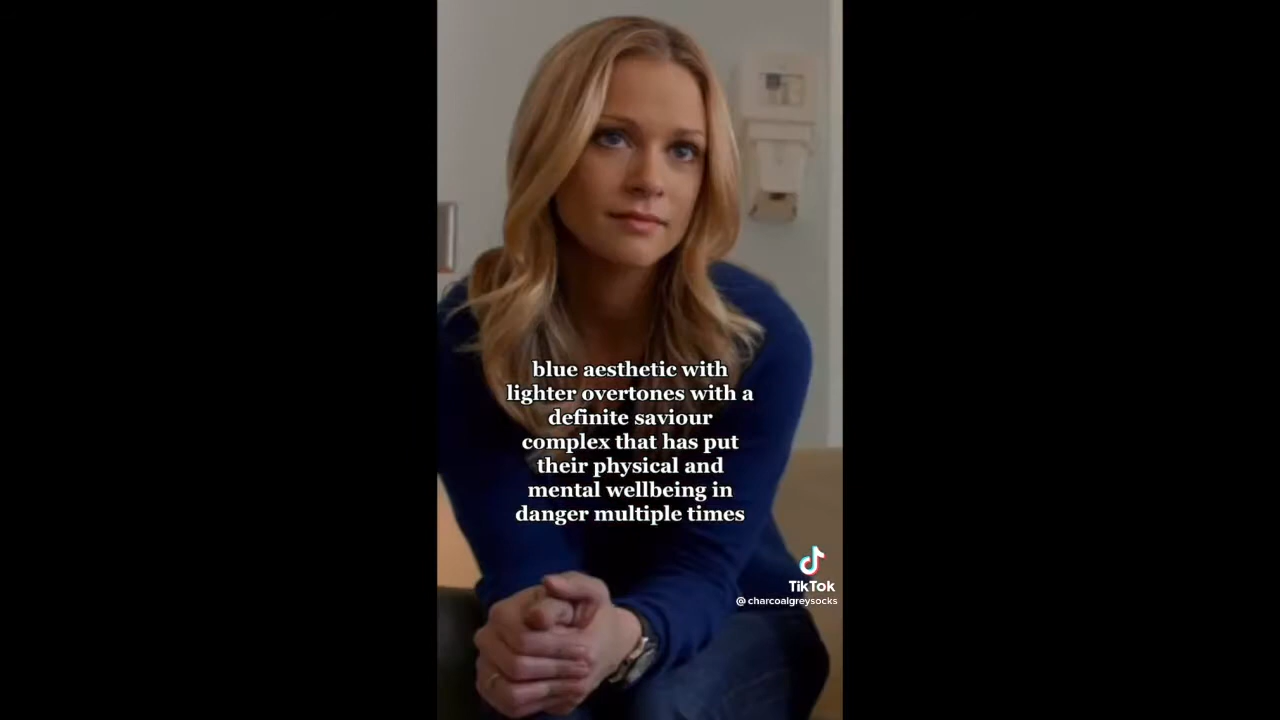 blue aesthetic with
lighter overtones with a
definite saviour
complex that has put
their physical and
mental wellbeing in
danger multiple times
TikTok
@charcoalgreysocks